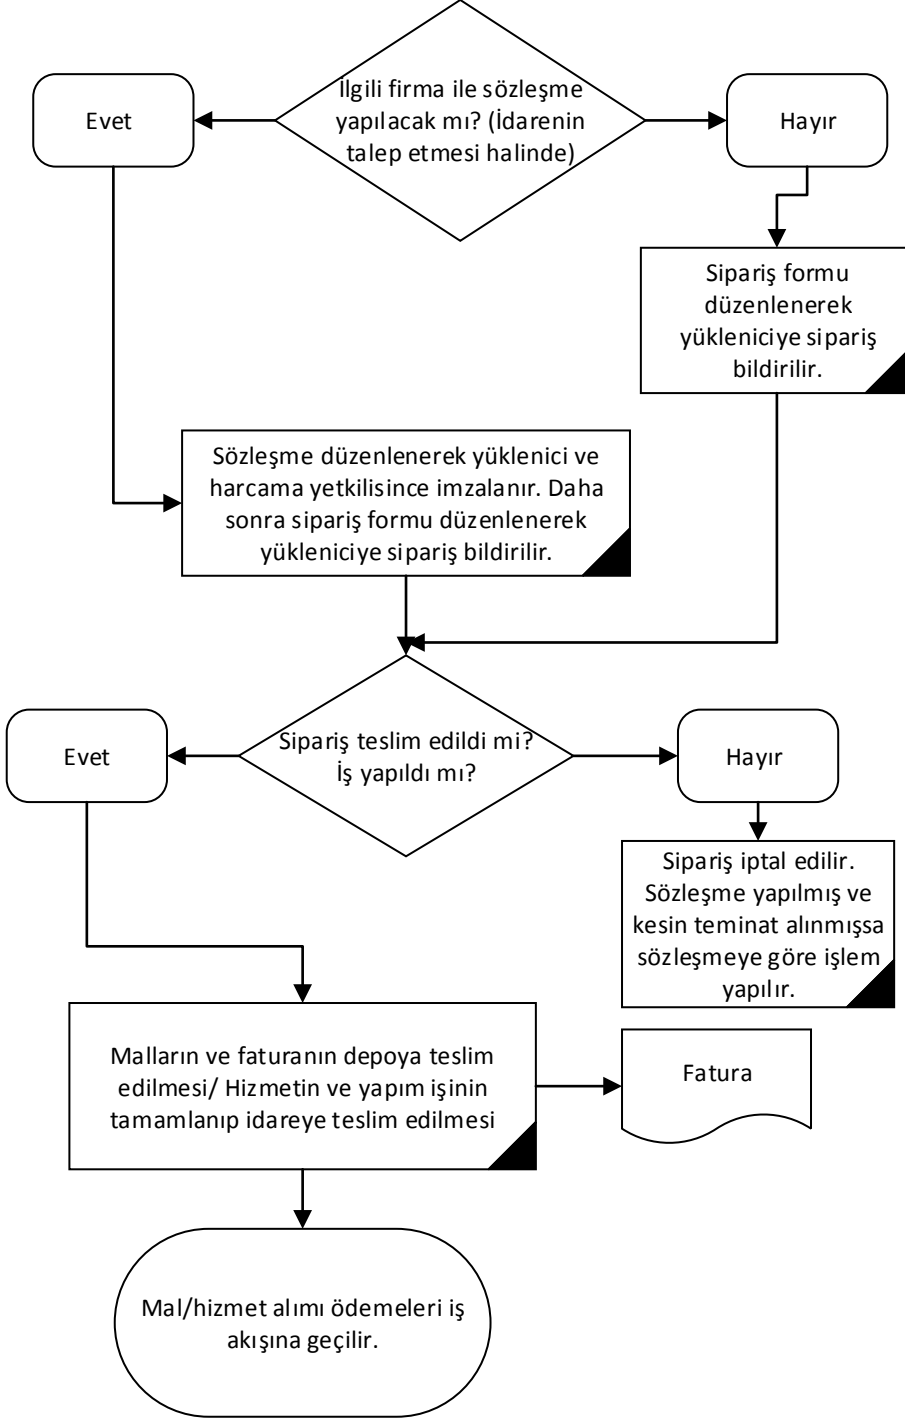 İlgili firma ile sözleşme
yapılacak mı? (İdarenin
talep etmesi halinde)
Evet
Hayır
Sipariş formu
düzenlenerek
yükleniciye sipariş
bildirilir.
Sözleşme düzenlenerek yüklenici ve
harcama yetkilisince imzalanır. Daha
sonra sipariş formu düzenlenerek
yükleniciye sipariş bildirilir.
Sipariş teslim edildi mi?
İş yapıldı mı?
Evet
Hayır
Sipariş iptal edilir.
Sözleşme yapılmış ve
kesin teminat alınmışsa
sözleşmeye göre işlem
yapılır.
Malların ve faturanın depoya teslim
edilmesi/ Hizmetin ve yapım işinin
tamamlanıp idareye teslim edilmesi
Fatura
Mal/hizmet alımı ödemeleri iş
akışına geçilir.